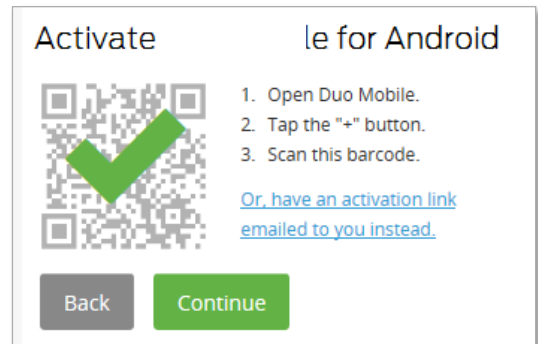 Activate le for Android
1. Open Duo Mobile.
2. Tap the "+" button.
3. Scan this barcode.
Or, have an activation link
emailed to you instead.
Back Continue